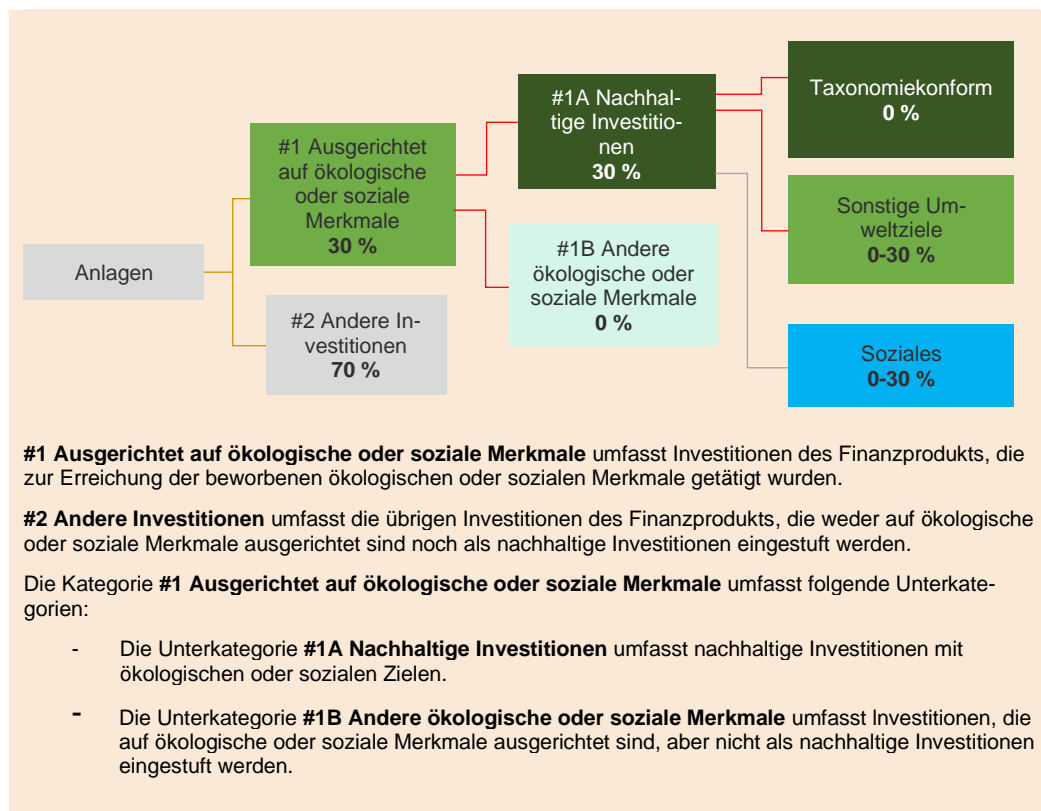 Anlagen
#1 Ausgerichtet
auf ökologische
oder soziale
Merkmale
30 %
#2 Andere In-
vestitionen
70 %
#1A Nachhal-
tige Investitio-
nen
30 %
#1B Andere
ökologische oder
soziale Merkmale
0 %
Taxonomiekonform
0 %
Sonstige Um-
weltziele
0-30 %
Soziales
0-30 %
#1 Ausgerichtet auf ökologische oder soziale Merkmale umfasst Investitionen des Finanzprodukts, die
zur Erreichung der beworbenen ökologischen oder sozialen Merkmale getätigt wurden.
#2 Andere Investitionen umfasst die übrigen Investitionen des Finanzprodukts, die weder auf ökologische
oder soziale Merkmale ausgerichtet sind noch als nachhaltige Investitionen eingestuft werden.
Die Kategorie #1 Ausgerichtet auf ökologische oder soziale Merkmale umfasst folgende Unterkate-
gorien:
- Die Unterkategorie #1A Nachhaltige Investitionen umfasst nachhaltige Investitionen mit
ökologischen oder sozialen Zielen.
- Die Unterkategorie #1B Andere ökologische oder soziale Merkmale umfasst Investitionen, die
auf ökologische oder soziale Merkmale ausgerichtet sind, aber nicht als nachhaltige Investitionen
eingestuft werden.